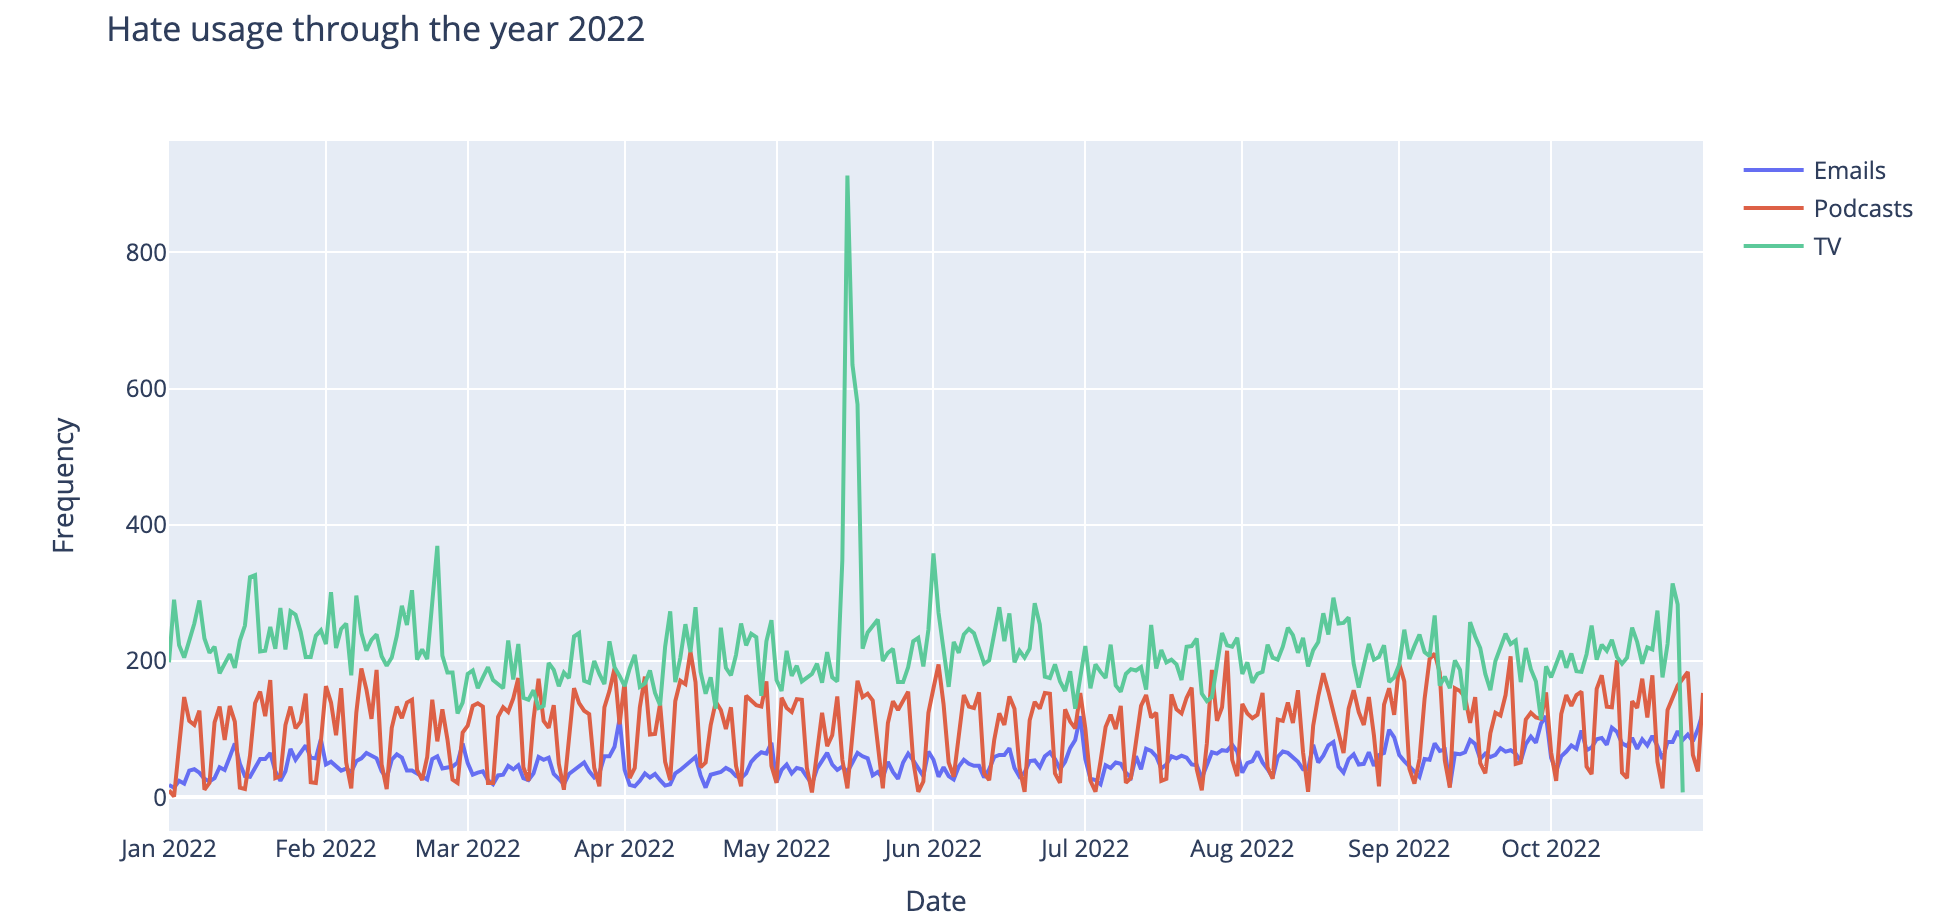 Hate usage through the year 2022
Emails
Podcasts
TV
800
600
400
200
0
Frequency
Jan 2022
Feb 2022
Mar 2022
Apr 2022
May 2022
Jun 2022
Jul 2022
Aug 2022
Sep 2022
Oct 2022
Date